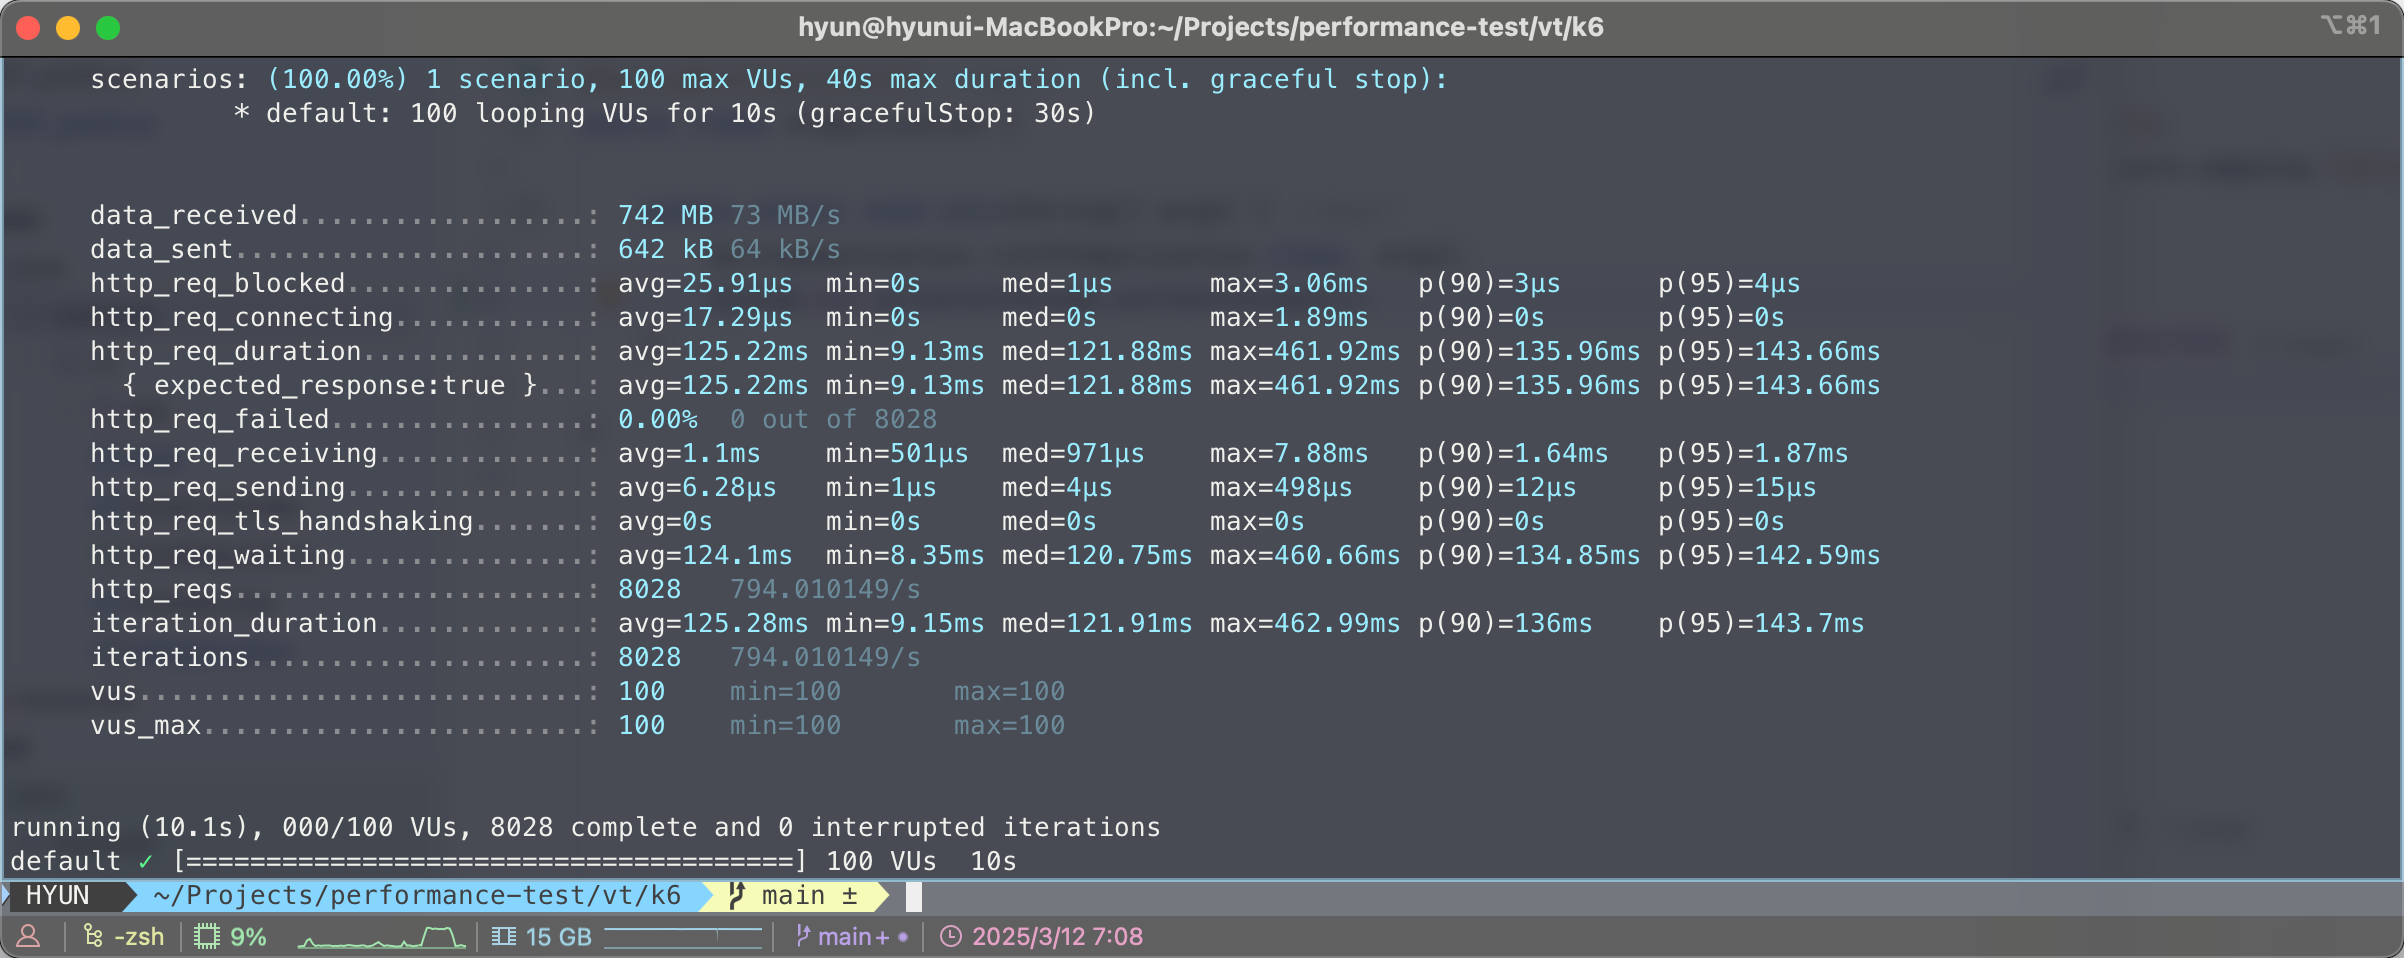 hyun@hyunui-MacBookPro:~/Projects/performance-test/vt/k6 ⌥⌘1
scenarios: (100.00%) 1 scenario, 100 max VUs, 40s max duration (incl. graceful stop):
* default: 100 looping VUs for 10s (gracefulStop: 30s)
data_received..................: 742 MB 73 MB/s
data_sent......................: 642 kB 64 kB/s
http_req_blocked...............: avg=25.91µs min=0s med=1µs max=3.06ms p(90)=3µs p(95)=4µs
http_req_connecting............: avg=17.29µs min=0s med=0s max=1.89ms p(90)=0s p(95)=0s
http_req_duration..............: avg=125.22ms min=9.13ms med=121.88ms max=461.92ms p(90)=135.96ms p(95)=143.66ms
{ expected_response:true }...: avg=125.22ms min=9.13ms med=121.88ms max=461.92ms p(90)=135.96ms p(95)=143.66ms
http_req_failed................: 0.00% 0 out of 8028
http_req_receiving.............: avg=1.1ms min=501µs med=971µs max=7.88ms p(90)=1.64ms p(95)=1.87ms
http_req_sending...............: avg=6.28µs min=1µs med=4µs max=498µs p(90)=12µs p(95)=15µs
http_req_tls_handshaking.......: avg=0s min=0s med=0s max=0s p(90)=0s p(95)=0s
http_req_waiting...............: avg=124.1ms min=8.35ms med=120.75ms max=460.66ms p(90)=134.85ms p(95)=142.59ms
http_reqs......................: 8028 794.010149/s
iteration_duration.............: avg=125.28ms min=9.15ms med=121.91ms max=462.99ms p(90)=136ms p(95)=143.7ms
iterations.....................: 8028 794.010149/s
vus............................: 100 min=100 max=100
vus_max........................: 100 min=100 max=100
running (10.1s), 000/100 VUs, 8028 complete and 0 interrupted iterations
default ✓ [======================================] 100 VUs 10s
HYUN ~/Projects/performance-test/vt/k6 main ±
-zsh 9% 15 GB main+ • 2025/3/12 7:08